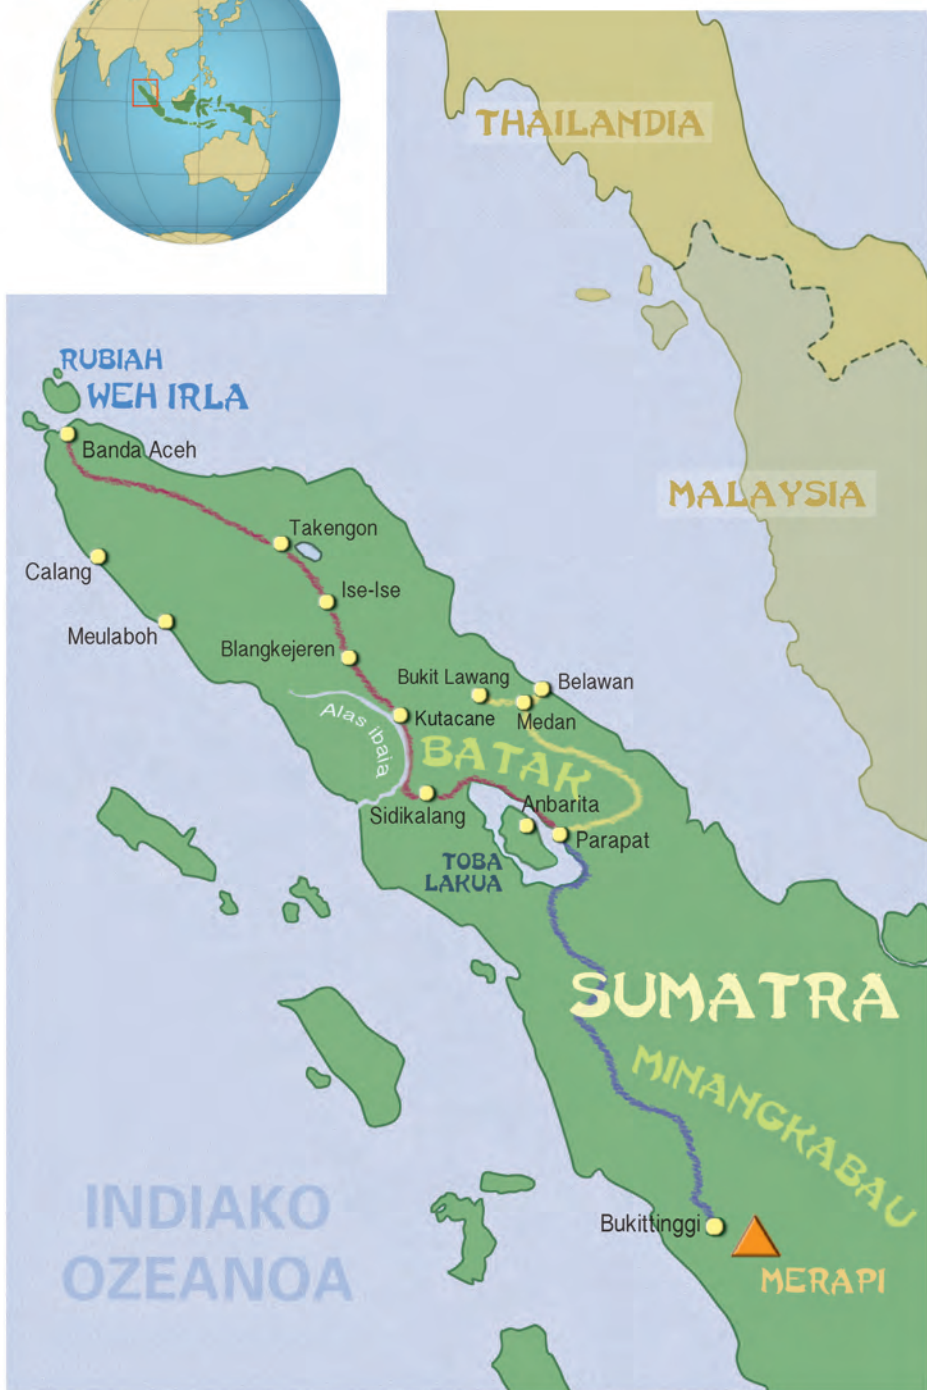 THAILANDIA
RUBIAH
WEH IRLA
Banda Aceh
MALAYSIA
Takengon
Calang
Ise-Ise
Meulaboh
Blangkejeren
Bukit Lawang
Belawan
Kutacane
Medan
Alas ibaia
BATAK
Sidikalang
Anbarita
Parapat
TOBA
LAKUA
SUMATRA
MINANGKABAU
INDIAKO
OZEANOA
Bukittinggi
MERAPI